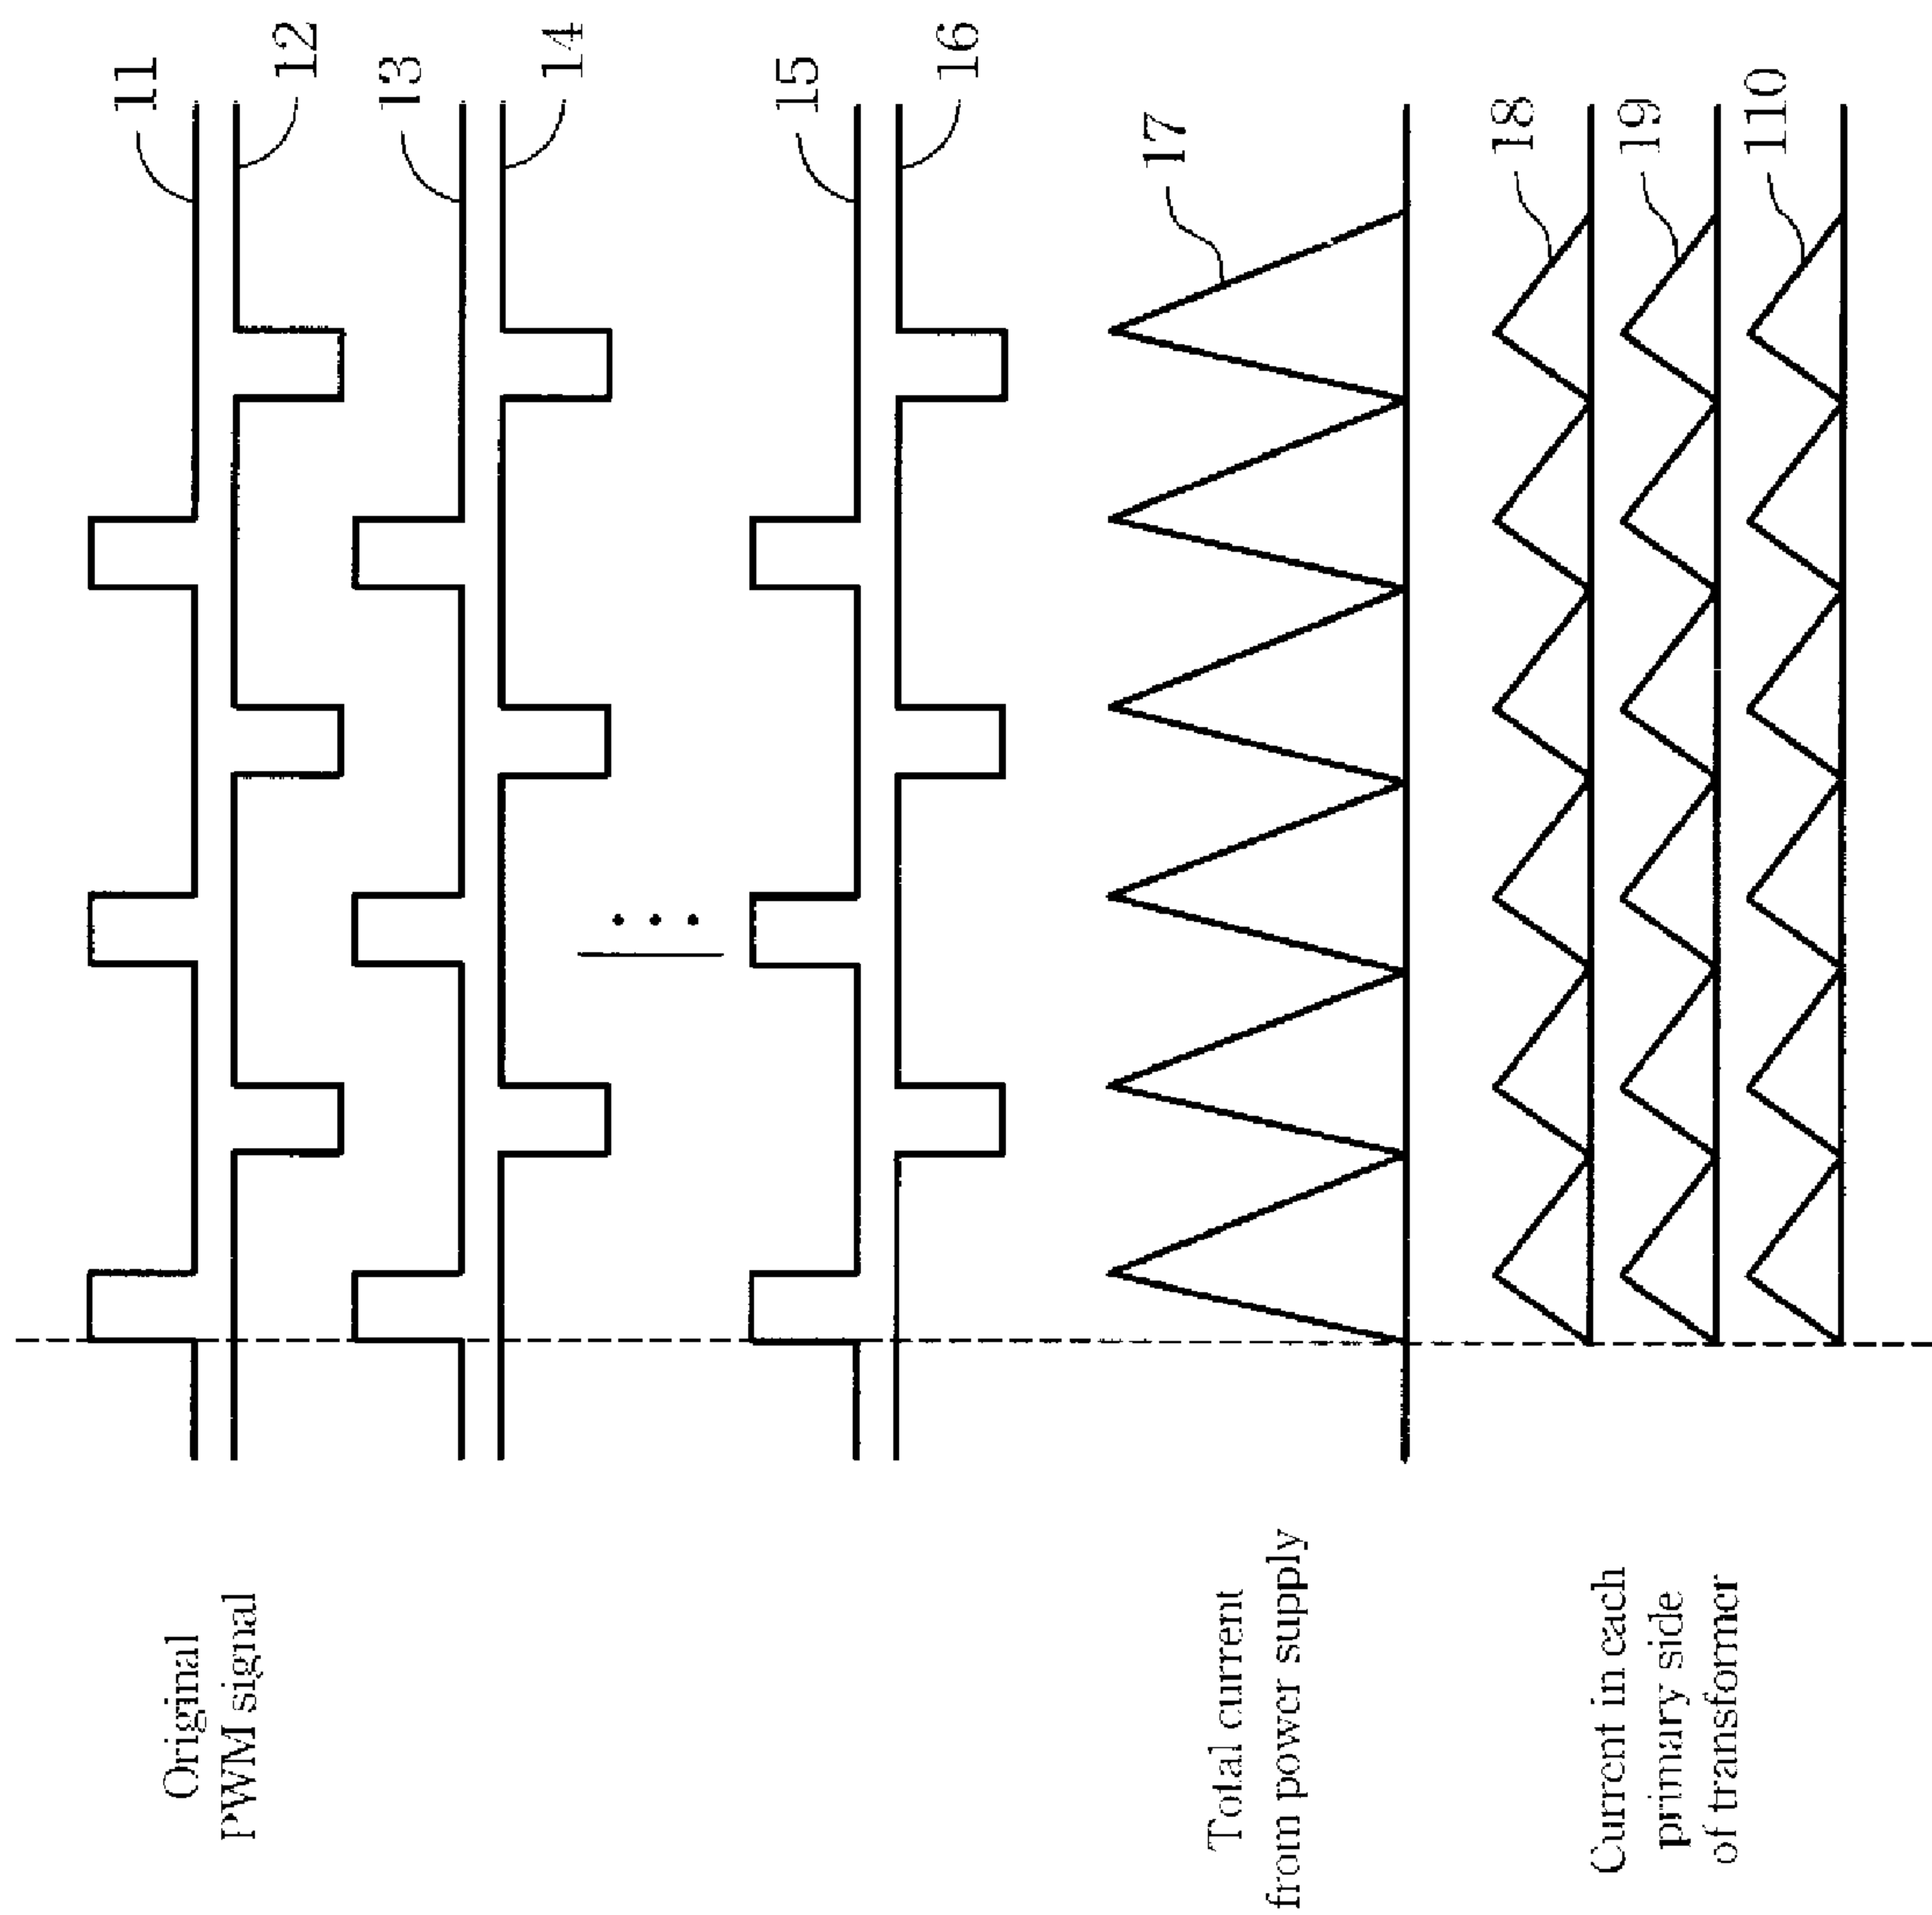 Original
PWM signal
11
12
13
14
15
16
Total current
from power supply
17
Current in each
primary side
of transformer
18
19
110